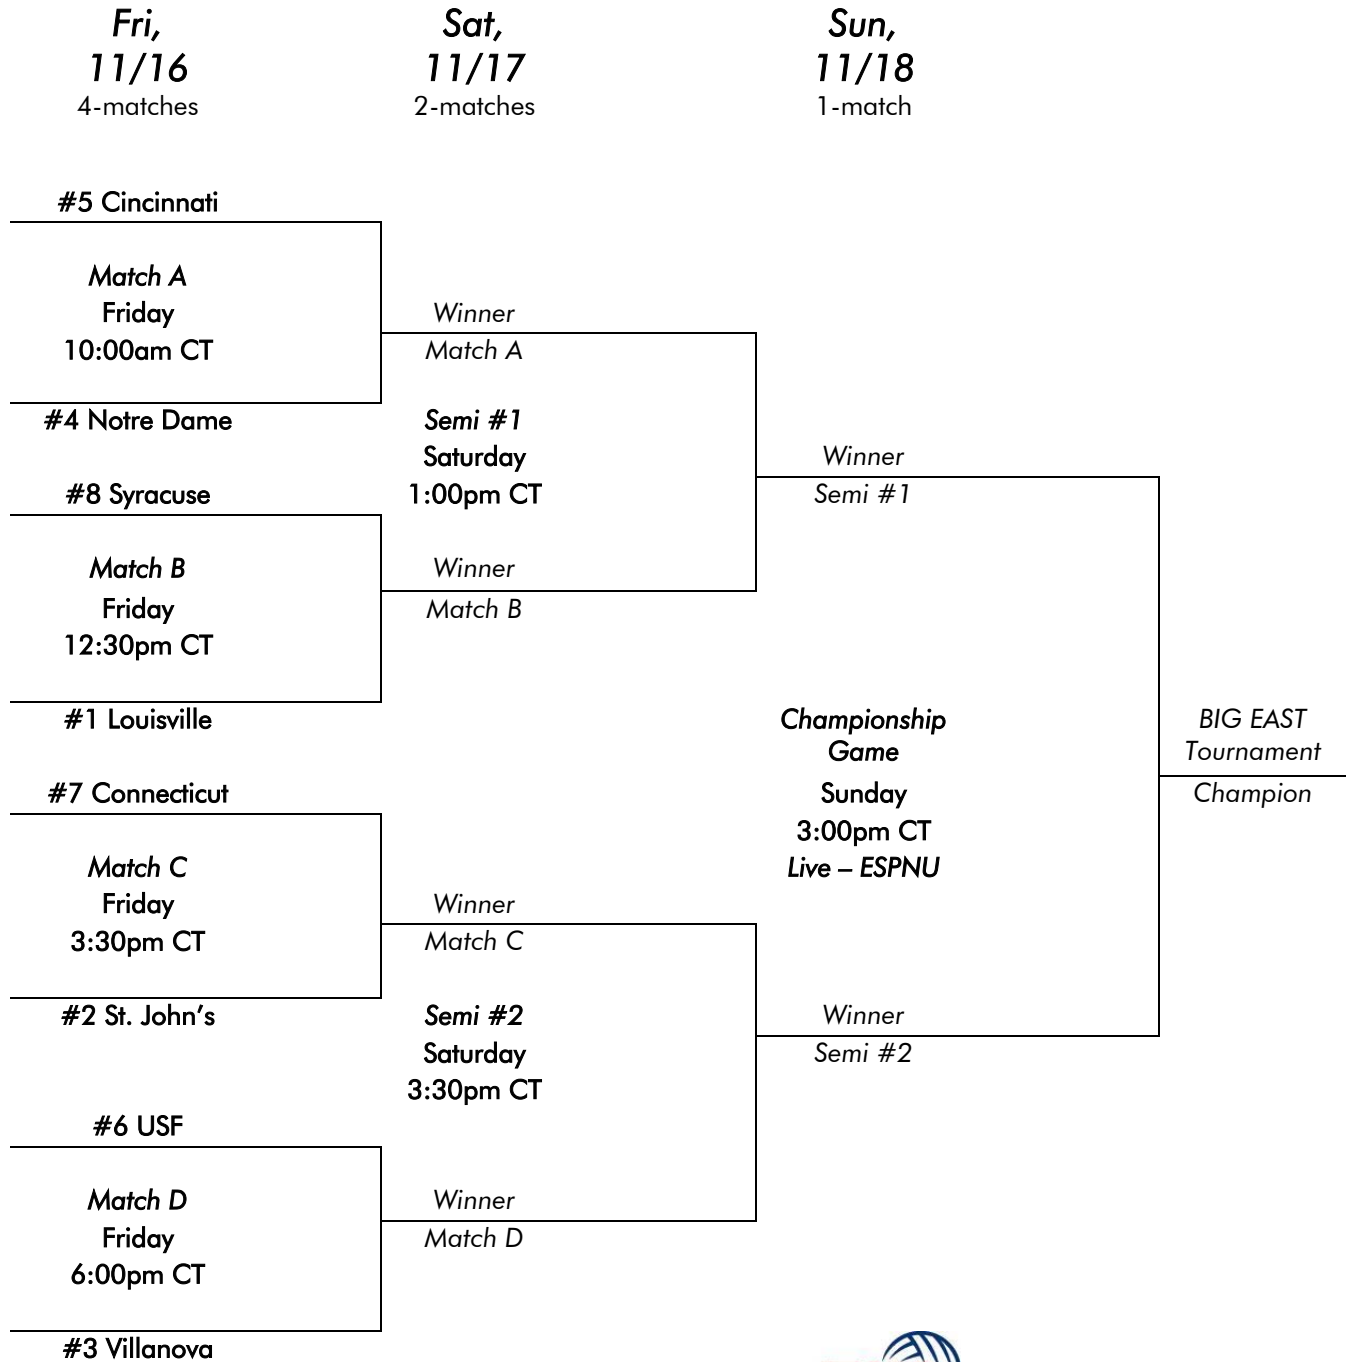 Fri,
11/16
4-matches
Sat,
11/17
2-matches
Sun,
11/18
1-match
#5 Cincinnati
Match A
Friday
10:00am CT
#4 Notre Dame
#8 Syracuse
Match B
Friday
12:30pm CT
#1 Louisville
#7 Connecticut
Match C
Friday
3:30pm CT
#2 St. John’s
#6 USF
Match D
Friday
6:00pm CT
#3 Villanova
Winner
Match A
Semi #1
Saturday
1:00pm CT
Winner
Match B
Winner
Match C
Semi #2
Saturday
3:30pm CT
Winner
Match D
Winner
Semi #1
Championship
Game
Sunday
3:00pm CT
Live – ESPNU
Winner
Semi #2
BIG EAST
Tournament
Champion